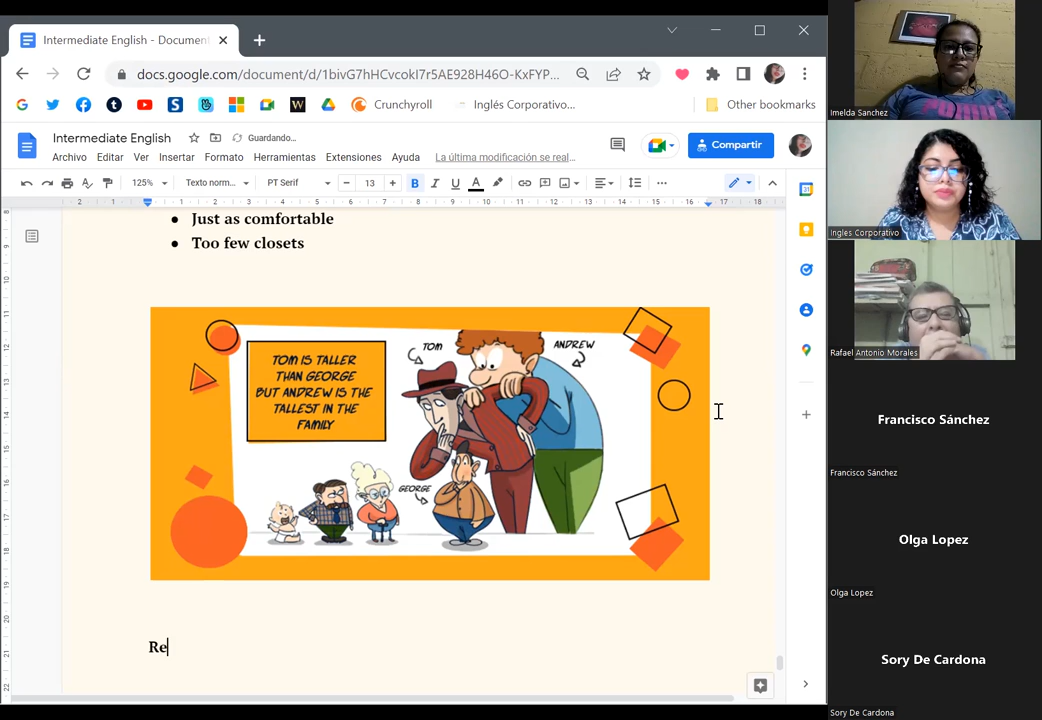 Intermediate English - Document
docs.google.com/document/d/1bivG7hHCvcokI7r5AE928H46O-KxFYP...
Crunchyroll
Inglés Corporativo...
Other bookmarks
Intermediate English
Guardando...
Archivo Editar Ver Insertar Formato Herramientas Extensiones Ayuda La última modificación se real...
Compartir
125% Texto norm... PT Serif 13
Just as comfortable
Too few closets
TOM IS TALLER
THAN GEORGE
BUT ANDREW IS THE
TALLEST IN THE
FAMILY
TOM
ANDREW
GEORGE
Re
Imelda Sanchez
Ingles Corporativo
Rafael Antonio Morales
Francisco Sánchez
Francisco Sánchez
Olga Lopez
Olga Lopez
Sory De Cardona
Sory De Cardona